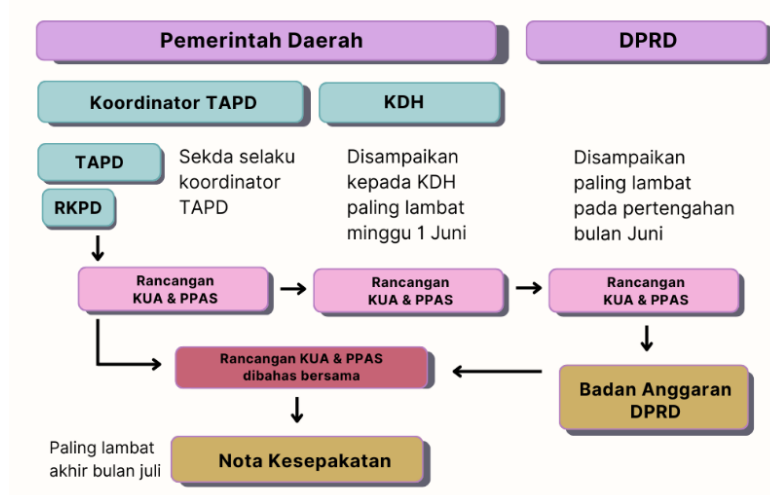 Pemerintah Daerah
DPRD
Koordinator TAPD
KDH
TAPD
RKPD
Sekda selaku
koordinator
TAPD
Disampaikan
kepada KDH
paling lambat
minggu 1 Juni
Disampaikan
paling lambat
pada pertengahan
bulan Juni
Rancangan
KUA & PPAS
Rancangan
KUA & PPAS
Rancangan
KUA & PPAS
Rancangan KUA & PPAS
dibahas bersama
Badan Anggaran
DPRD
Paling lambat
akhir bulan juli
Nota Kesepakatan